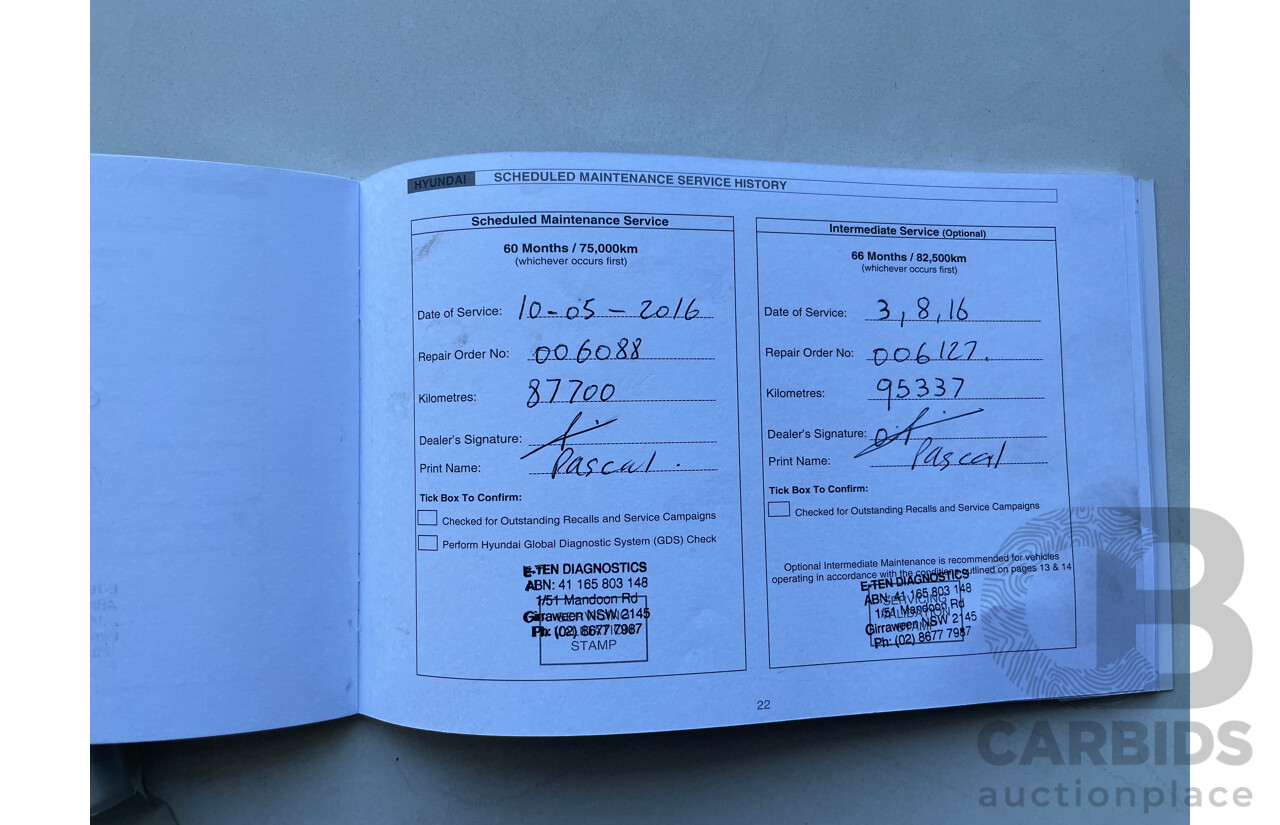 HYUNDAI SCHEDULED MAINTENANCE SERVICE HISTORY
Scheduled Maintenance Service
60 Months / 75,000km
(whichever occurs first)
Date of Service: 10-05-2016
Repair Order No: 006088
Kilometres: 87700
Dealer's Signature:
Print Name: Pascal.
Tick Box To Confirm:
Checked for Outstanding Recalls and Service Campaigns
Perform Hyundai Global Diagnostic System (GDS) Check
E-TEN DIAGNOSTICS
ABN: 41 165 803 148
1/51 Mandoon Rd
Girraween NSW 2145
Ph: (02) 8677 7987
STAMP
Intermediate Service (Optional)
66 Months / 82,500km
(whichever occurs first)
Date of Service: 3,8,16
Repair Order No: 006127.
Kilometres: 95337
Dealer's Signature:
Print Name: Pascal
Tick Box To Confirm:
Checked for Outstanding Recalls and Service Campaigns
Optional Intermediate Maintenance is recommended for vehicles
operating in accordance with the conditions outlined on pages 13 & 14
E-TEN DIAGNOSTICS
ABN: 41 165 803 148
SERVICING
1/51 Mandoon Rd
VALIDATION
Girraween NSW 2145
STAMP
Ph: (02) 8677 7987
22
CB
CARBIDS
auctionplace